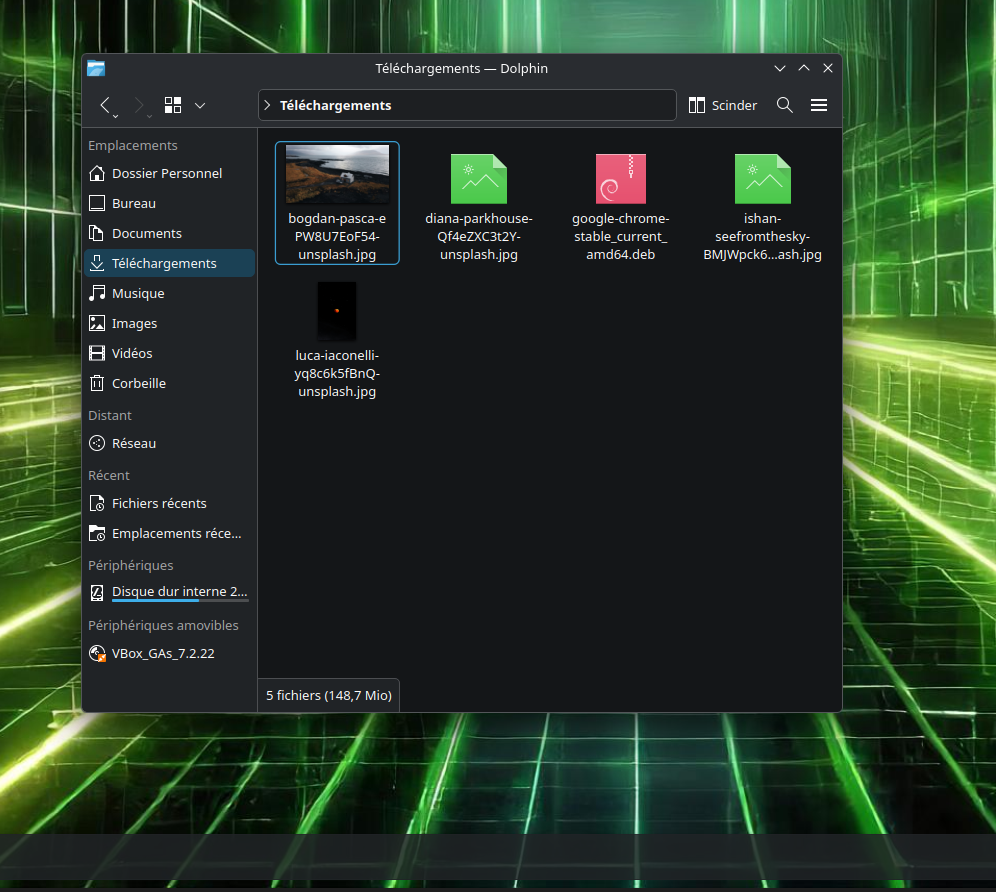 Téléchargements — Dolphin
Téléchargements
Scinder
Emplacements
Dossier Personnel
Bureau
Documents
Téléchargements
Musique
Images
Vidéos
Corbeille
Distant
Réseau
Récent
Fichiers récents
Emplacements réce...
Périphériques
Disque dur interne 2...
Périphériques amovibles
VBox_GAs_7.2.22
bogdan-pasca-e
PW8U7EoF54-
unsplash.jpg
diana-parkhouse-
Qf4eZXC3t2Y-
unsplash.jpg
google-chrome-
stable_current_
amd64.deb
ishan-
seefromthesky-
BMJWpck6...ash.jpg
luca-iaconelli-
yq8c6k5fBnQ-
unsplash.jpg
5 fichiers (148,7 Mio)